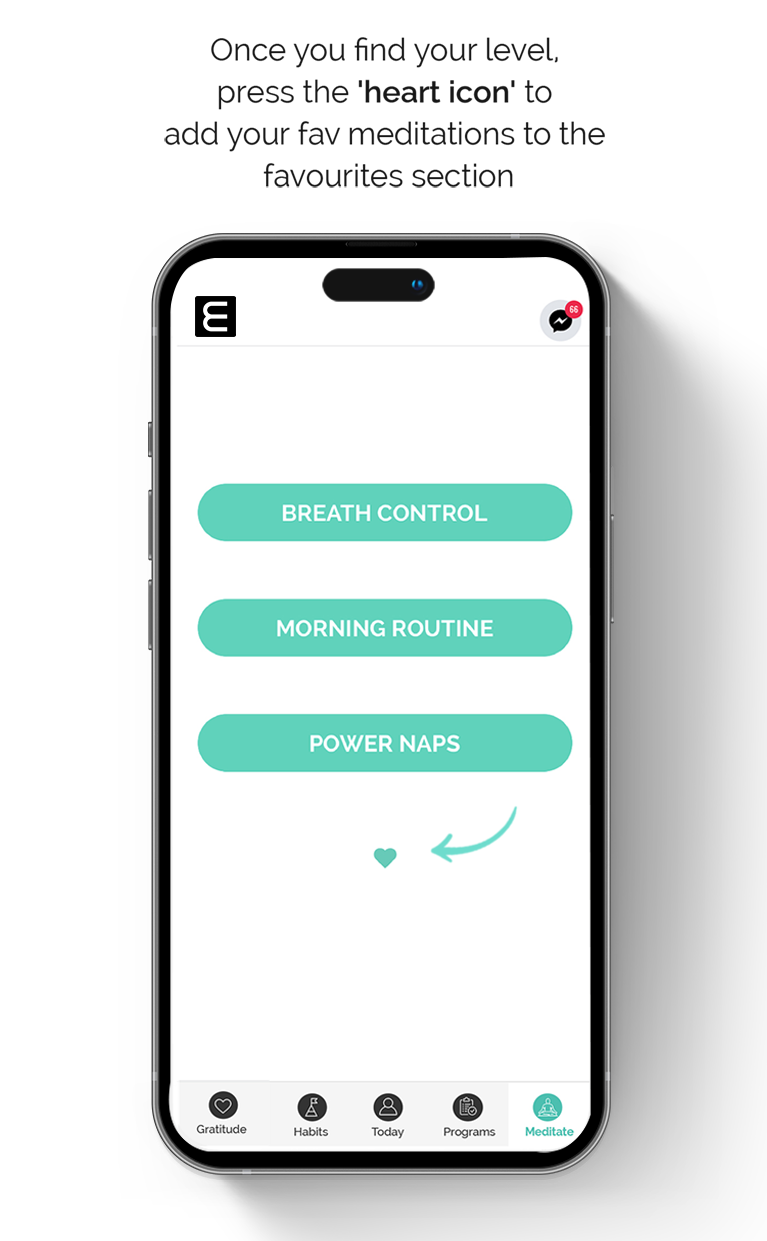 Once you find your level,
press the 'heart icon' to
add your fav meditations to the
favourites section
66
BREATH CONTROL
MORNING ROUTINE
POWER NAPS
Gratitude
Habits
Today
Programs
Meditate